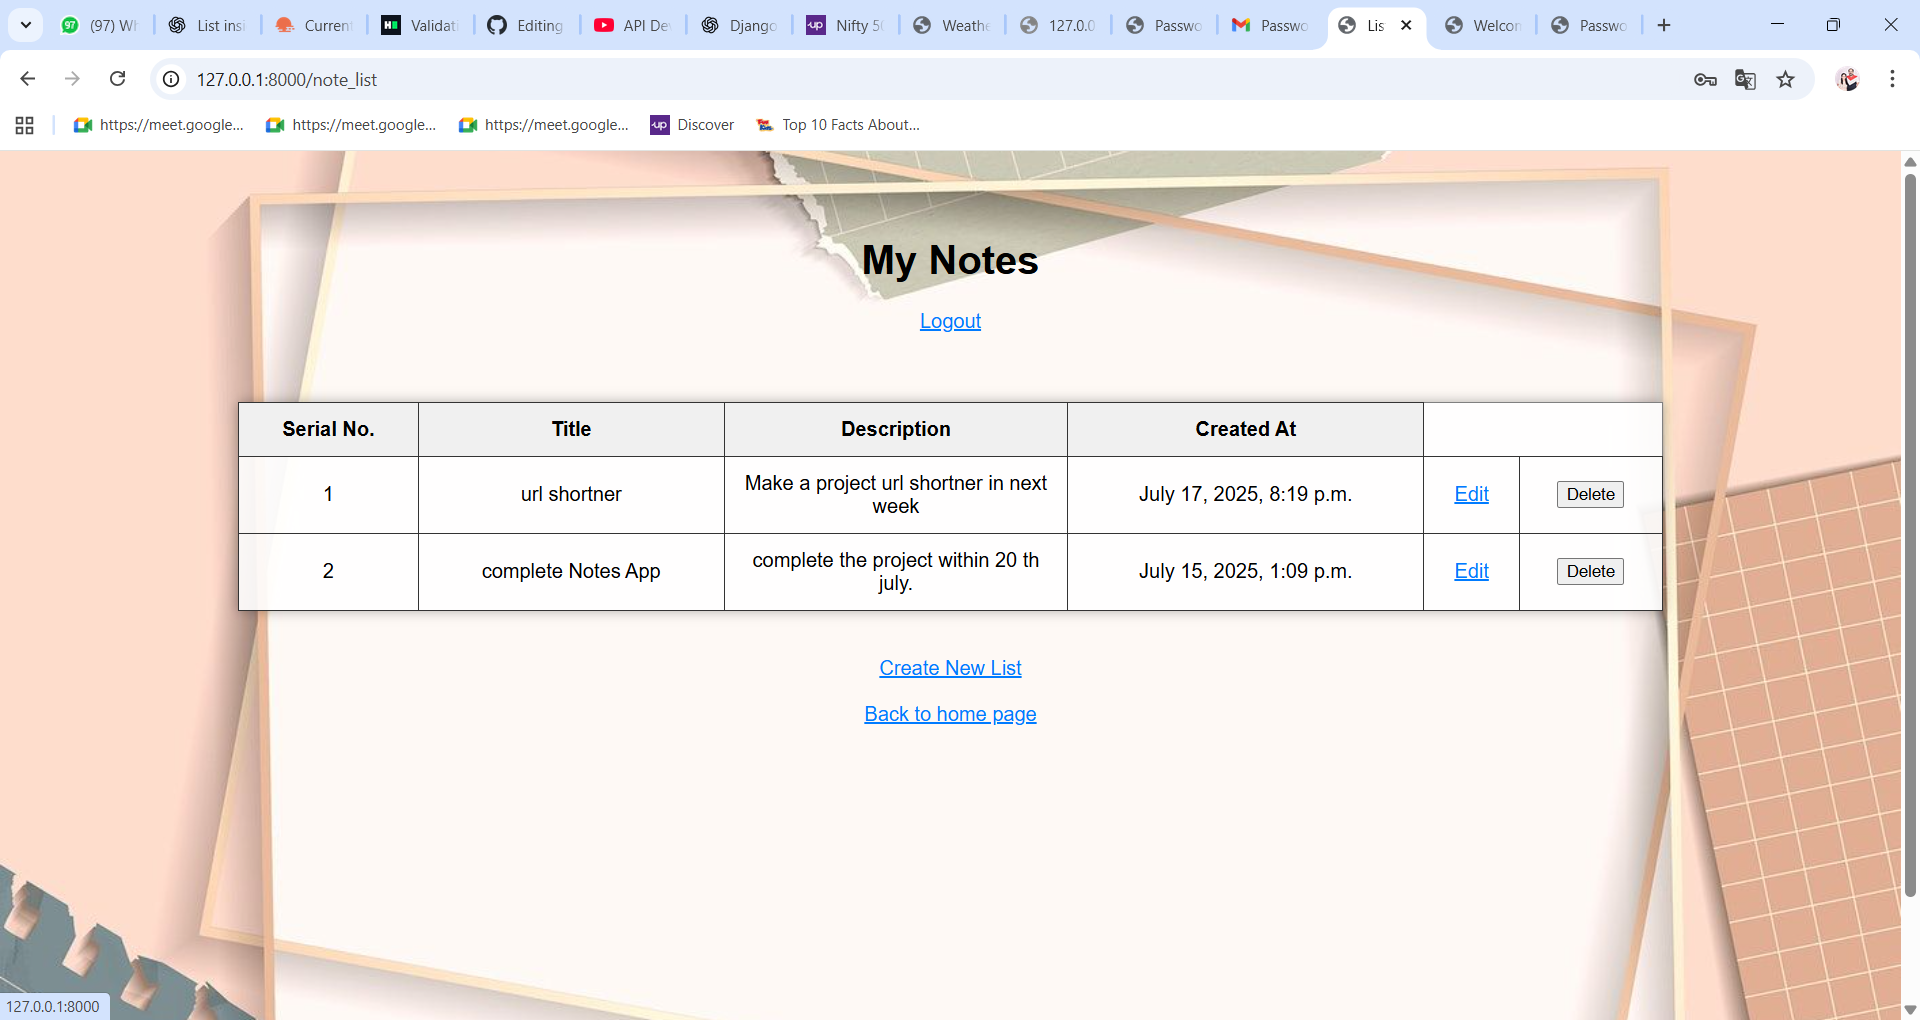 (97) Wh
List insi
Current
Validati
Editing
API De
Django
Nifty 50
Weathe
127.0.0
Passwo
Passwo
Lis
Welcon
Passwo
127.0.0.1:8000/note_list
https://meet.google...
https://meet.google...
https://meet.google...
Discover
Top 10 Facts About...
My Notes
Logout
Serial No. Title Description Created At
1 url shortner Make a project url shortner in next
week July 17, 2025, 8:19 p.m. Edit Delete
2 complete Notes App complete the project within 20 th
july. July 15, 2025, 1:09 p.m. Edit Delete
Create New List
Back to home page
127.0.0.1:8000